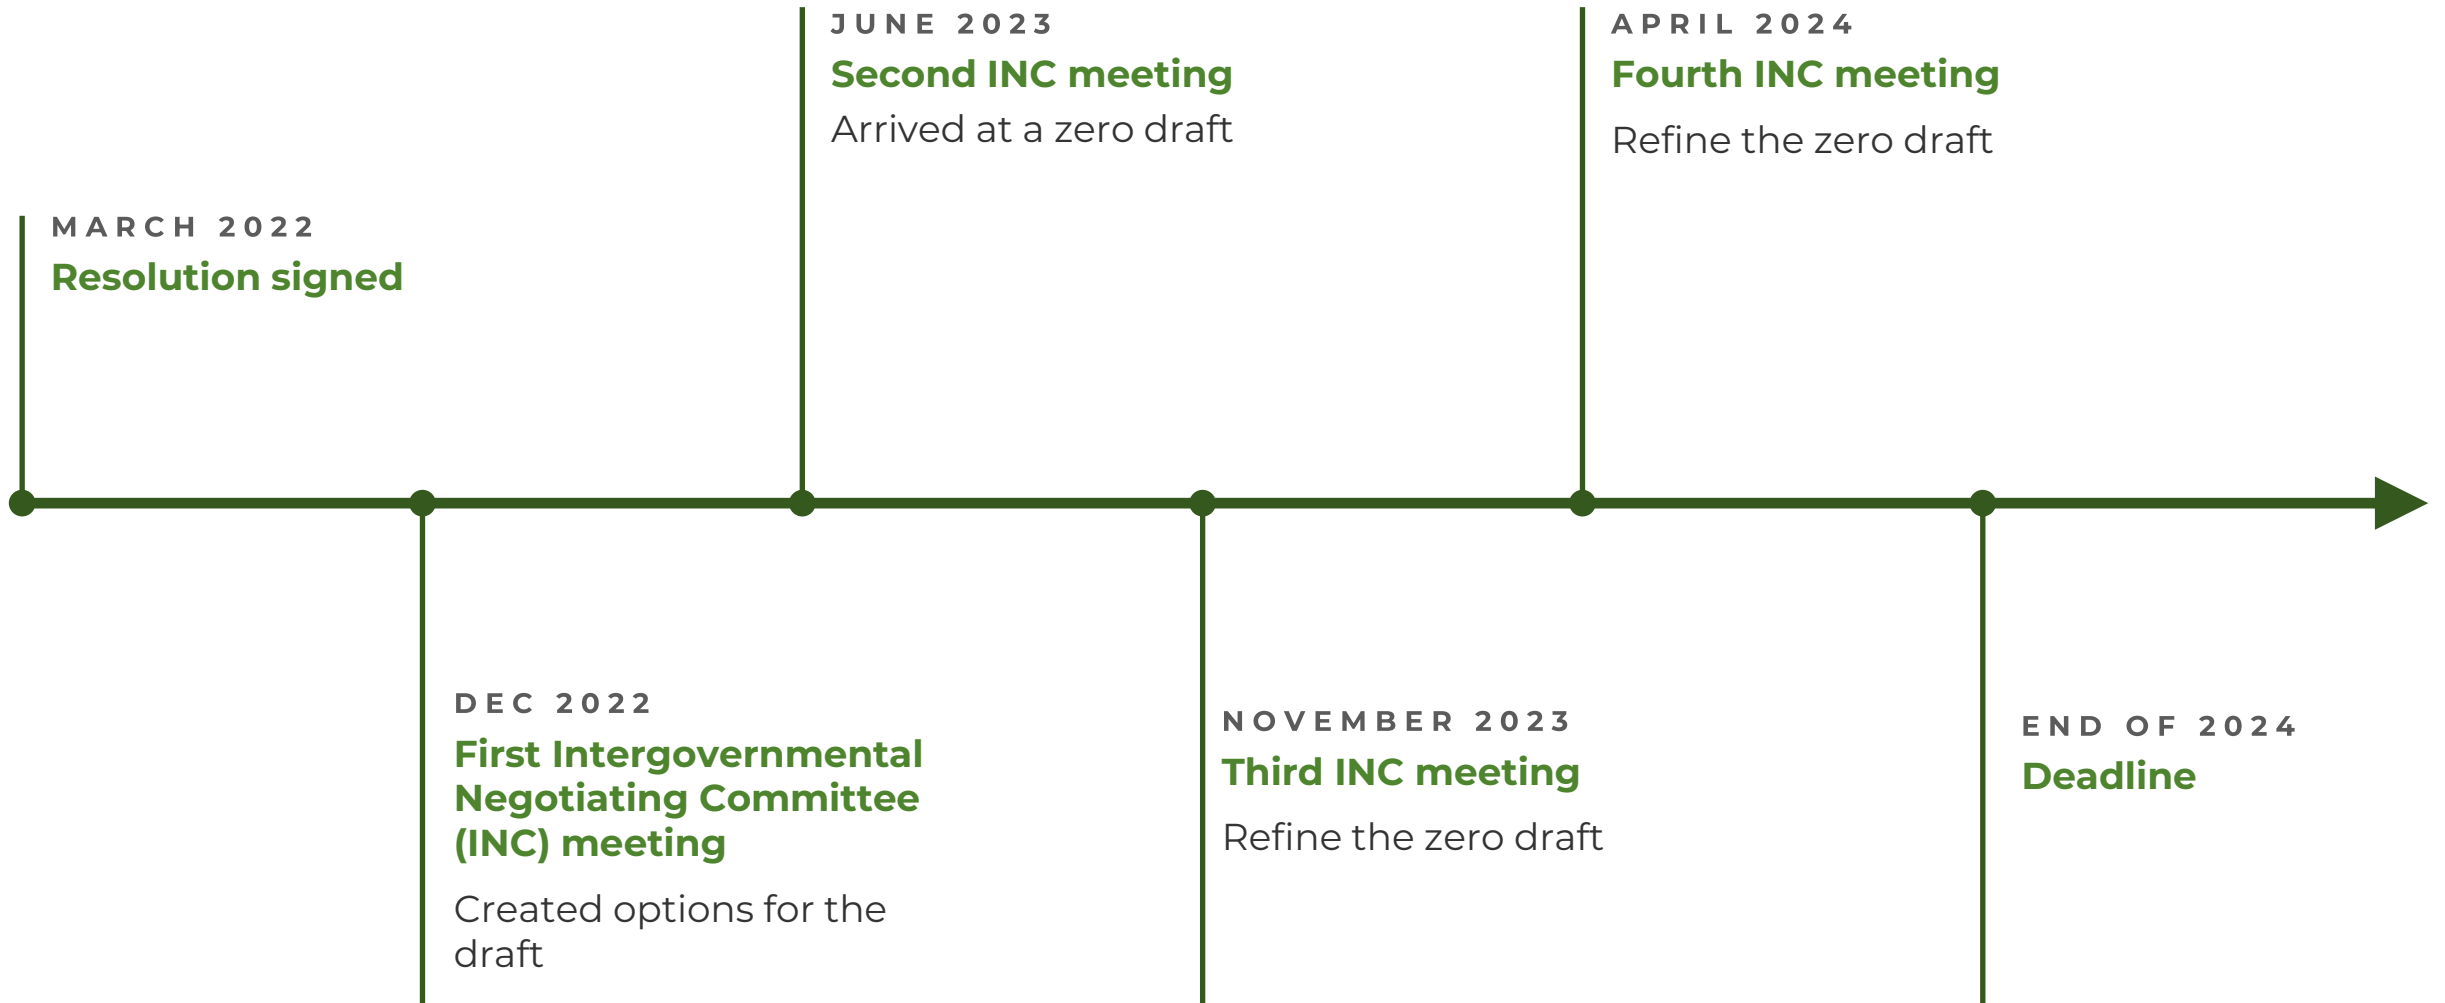 MARCH 2022
Resolution signed
DEC 2022
First Intergovernmental
Negotiating Committee
(INC) meeting
Created options for the
draft
JUNE 2023
Second INC meeting
Arrived at a zero draft
NOVEMBER 2023
Third INC meeting
Refine the zero draft
APRIL 2024
Fourth INC meeting
Refine the zero draft
END OF 2024
Deadline